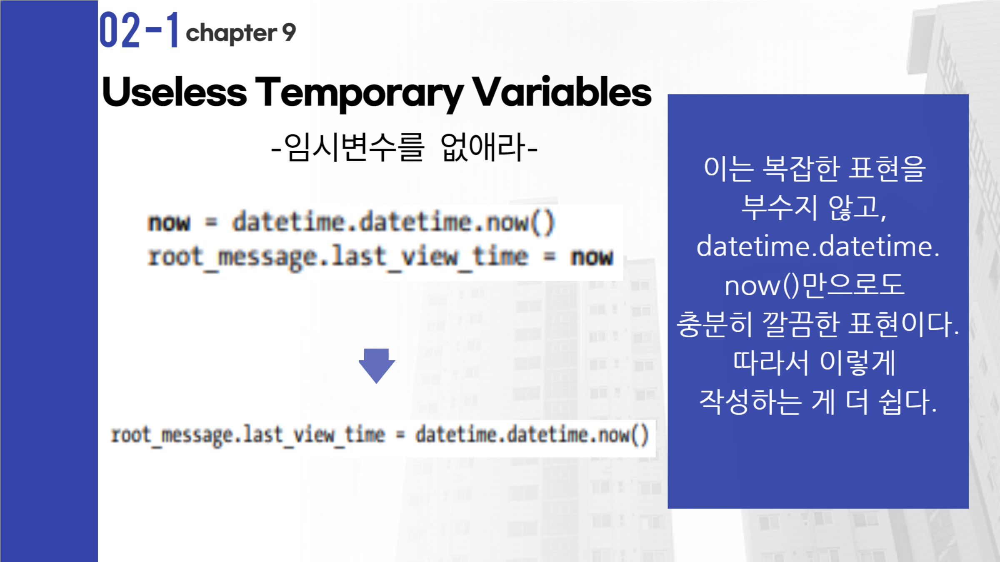 02-1 chapter 9
Useless Temporary Variables
-임시변수를 없애라-
now = datetime.datetime.now()
root_message.last_view_time = now
root_message.last_view_time = datetime.datetime.now()
이는 복잡한 표현을
부수지 않고,
datetime.datetime.
now()만으로도
충분히 깔끔한 표현이다.
따라서 이렇게
작성하는 게 더 쉽다.